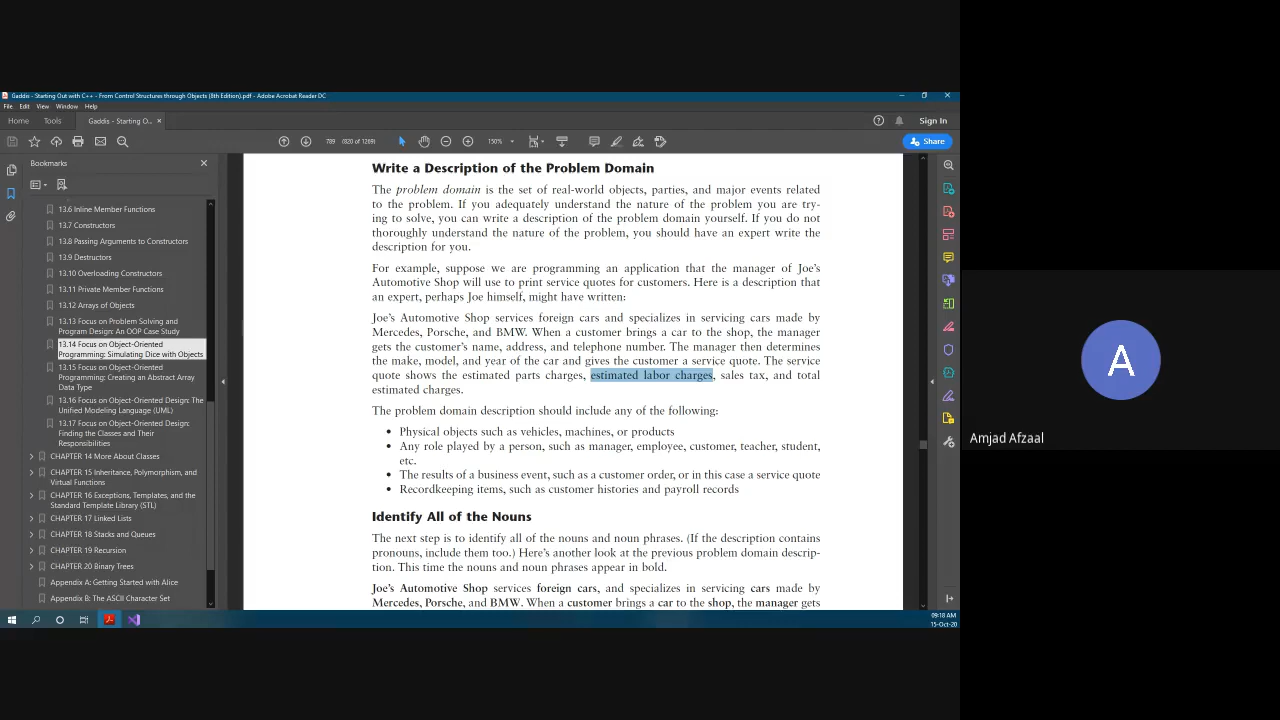 Gaddis - Starting Out with C++ - From Control Structures through Objects (8th Edition).pdf - Adobe Acrobat Reader DC
File Edit View Window Help
Home Tools Gaddis - Starting O... × Sign In
789 (820 of 1269) 150% Share
Bookmarks
13.6 Inline Member Functions
13.7 Constructors
13.8 Passing Arguments to Constructors
13.9 Destructors
13.10 Overloading Constructors
13.11 Private Member Functions
13.12 Arrays of Objects
13.13 Focus on Problem Solving and
Program Design: An OOP Case Study
13.14 Focus on Object-Oriented
Programming: Simulating Dice with Objects
13.15 Focus on Object-Oriented
Programming: Creating an Abstract Array
Data Type
13.16 Focus on Object-Oriented Design: The
Unified Modeling Language (UML)
13.17 Focus on Object-Oriented Design:
Finding the Classes and Their
Responsibilities
CHAPTER 14 More About Classes
CHAPTER 15 Inheritance, Polymorphism, and
Virtual Functions
CHAPTER 16 Exceptions, Templates, and the
Standard Template Library (STL)
CHAPTER 17 Linked Lists
CHAPTER 18 Stacks and Queues
CHAPTER 19 Recursion
CHAPTER 20 Binary Trees
Appendix A: Getting Started with Alice
Appendix B: The ASCII Character Set
Write a Description of the Problem Domain
The problem domain is the set of real-world objects, parties, and major events related
to the problem. If you adequately understand the nature of the problem you are try-
ing to solve, you can write a description of the problem domain yourself. If you do not
thoroughly understand the nature of the problem, you should have an expert write the
description for you.
For example, suppose we are programming an application that the manager of Joe's
Automotive Shop will use to print service quotes for customers. Here is a description that
an expert, perhaps Joe himself, might have written:
Joe's Automotive Shop services foreign cars and specializes in servicing cars made by
Mercedes, Porsche, and BMW. When a customer brings a car to the shop, the manager
gets the customer's name, address, and telephone number. The manager then determines
the make, model, and year of the car and gives the customer a service quote. The service
quote shows the estimated parts charges, estimated labor charges, sales tax, and total
estimated charges.
The problem domain description should include any of the following:
• Physical objects such as vehicles, machines, or products
• Any role played by a person, such as manager, employee, customer, teacher, student,
etc.
• The results of a business event, such as a customer order, or in this case a service quote
• Recordkeeping items, such as customer histories and payroll records
Identify All of the Nouns
The next step is to identify all of the nouns and noun phrases. (If the description contains
pronouns, include them too.) Here's another look at the previous problem domain descrip-
tion. This time the nouns and noun phrases appear in bold.
Joe's Automotive Shop services foreign cars, and specializes in servicing cars made by
Mercedes, Porsche, and BMW. When a customer brings a car to the shop, the manager gets
09:18 AM
15-Oct-20
A
Amjad Afzaal